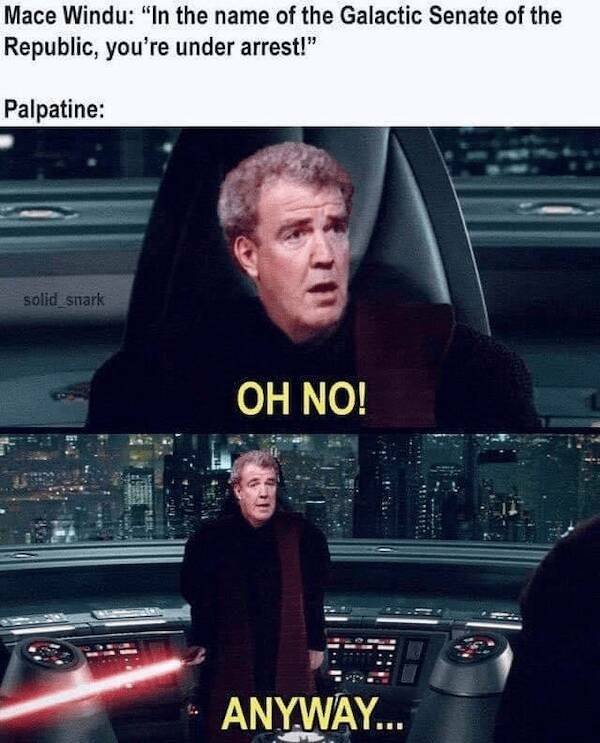 Mace Windu: “In the name of the Galactic Senate of the
Republic, you’re under arrest!”
Palpatine:
solid_snark
OH NO!
ANYWAY...